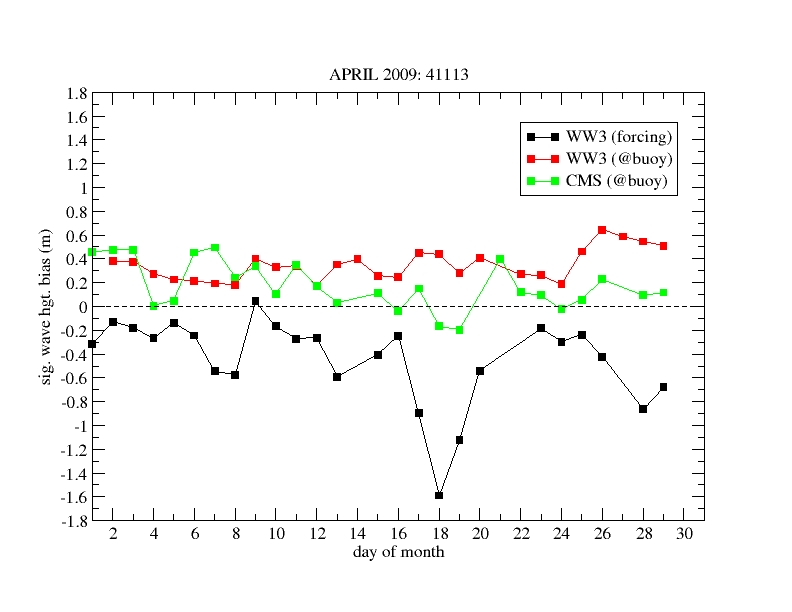 APRIL 2009: 41113
WW3 (forcing)
WW3 (@buoy)
CMS (@buoy)
sig. wave hgt. bias (m)
1.8
1.6
1.4
1.2
1
0.8
0.6
0.4
0.2
0
-0.2
-0.4
-0.6
-0.8
-1
-1.2
-1.4
-1.6
-1.8
2 4 6 8 10 12 14 16 18 20 22 24 26 28 30
day of month